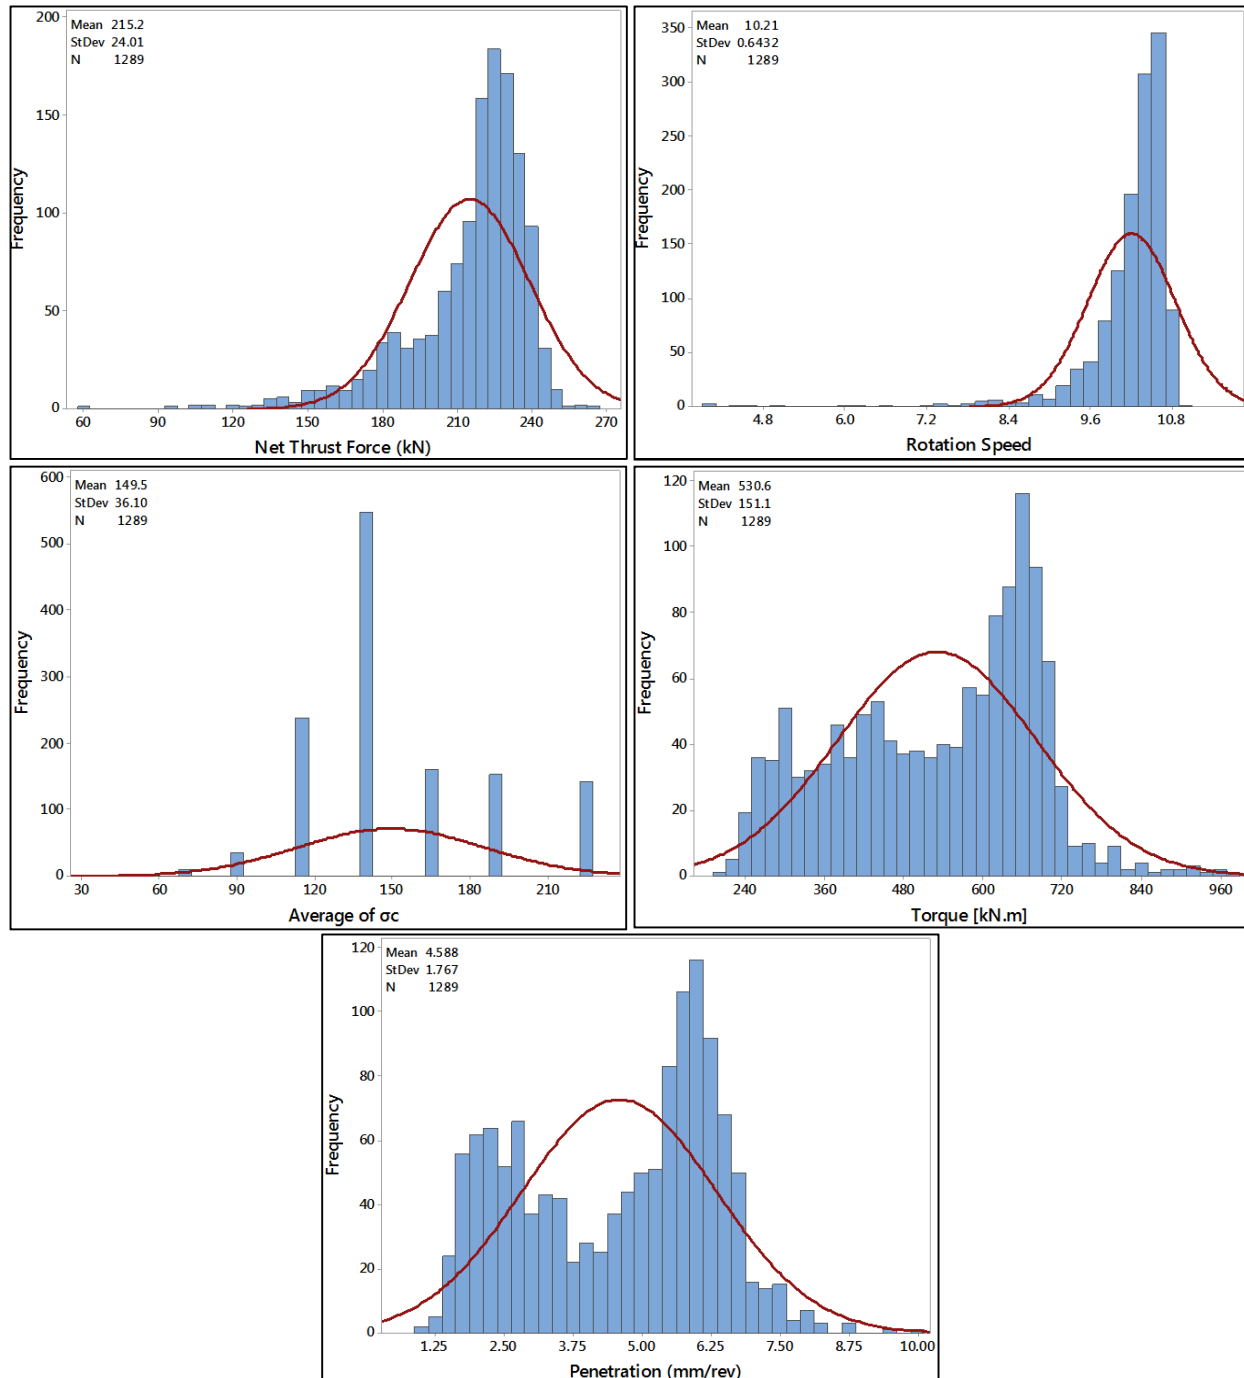 Mean 215.2
StDev 24.01
N 1289
Frequency
200
150
100
50
0
60 90 120 150 180 210 240 270
Net Thrust Force (kN)
Mean 10.21
StDev 0.6432
N 1289
Frequency
350
300
250
200
150
100
50
0
4.8 6.0 7.2 8.4 9.6 10.8
Rotation Speed
Mean 149.5
StDev 36.10
N 1289
Frequency
600
500
400
300
200
100
0
30 60 90 120 150 180 210
Average of σc
Mean 530.6
StDev 151.1
N 1289
Frequency
120
100
80
60
40
20
0
240 360 480 600 720 840 960
Torque [kN.m]
Mean 4.588
StDev 1.767
N 1289
Frequency
120
100
80
60
40
20
0
1.25 2.50 3.75 5.00 6.25 7.50 8.75 10.00
Penetration (mm/rev)